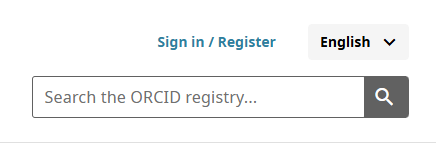 Sign in / Register English
Search the ORCID registry...